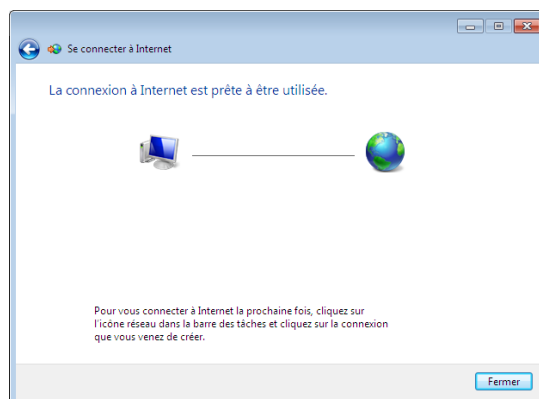 Se connecter à Internet
La connexion à Internet est prête à être utilisée.
Pour vous connecter à Internet la prochaine fois, cliquez sur
l'icône réseau dans la barre des tâches et cliquez sur la connexion
que vous venez de créer.
Fermer